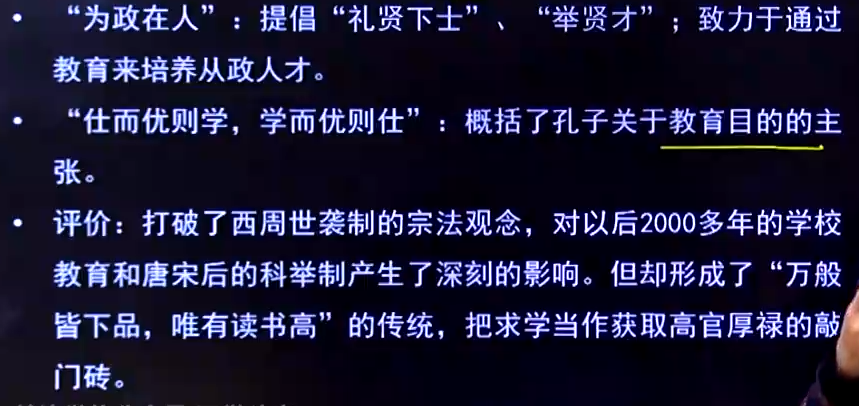 • “为政在人”：提倡“礼贤下士”、“举贤才”；致力于通过
教育来培养从政人才。
• “仕而优则学，学而优则仕”：概括了孔子关于教育目的的主
张。
• 评价：打破了西周世袭制的宗法观念，对以后2000多年的学校
教育和唐宋后的科举制产生了深刻的影响。但却形成了“万般
皆下品，唯有读书高”的传统，把求学当作获取高官厚禄的敲
门砖。